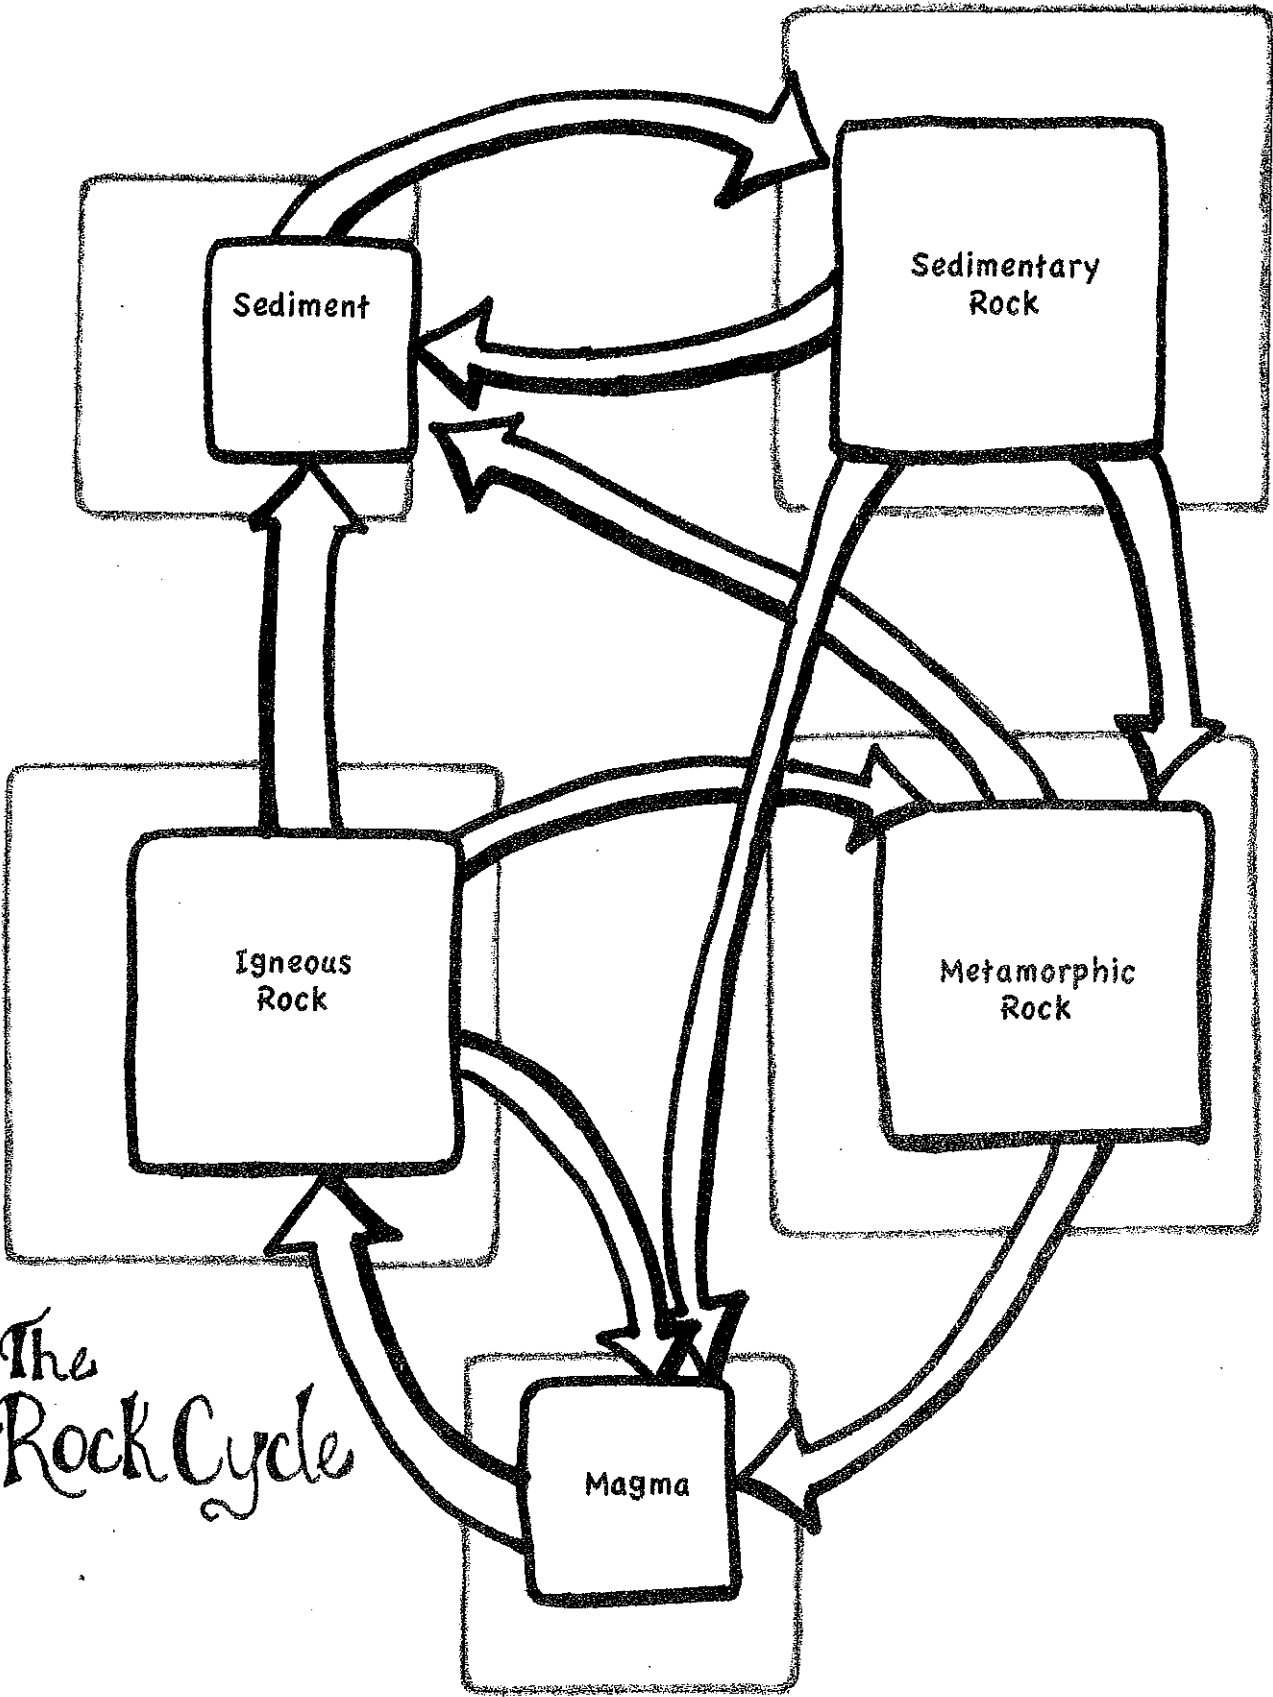 Sedimentary
Rock
Sediment
Igneous
Rock
Metamorphic
Rock
The
Rock Cycle
Magma